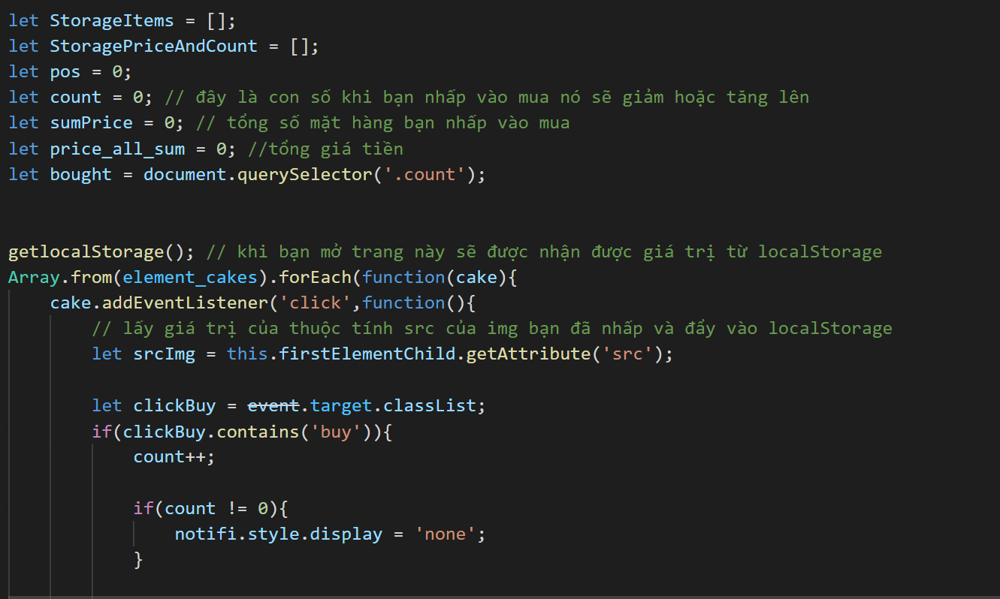 let StorageItems = [];
let StoragePriceAndCount = [];
let pos = 0;
let count = 0; // đây là con số khi bạn nhấp vào mua nó sẽ giảm hoặc tăng lên
let sumPrice = 0; // tổng số mặt hàng bạn nhấp vào mua
let price_all_sum = 0; //tổng giá tiền
let bought = document.querySelector('.count');
getlocalStorage(); // khi bạn mở trang này sẽ được nhận được giá trị từ localStorage
Array.from(element_cakes).forEach(function(cake){
cake.addEventListener('click',function(){
// lấy giá trị của thuộc tính src của img bạn đã nhấp và đẩy vào localStorage
let srcImg = this.firstElementChild.getAttribute('src');
let clickBuy = event.target.classList;
if(clickBuy.contains('buy')){
count++;
if(count != 0){
notifi.style.display = 'none';
}